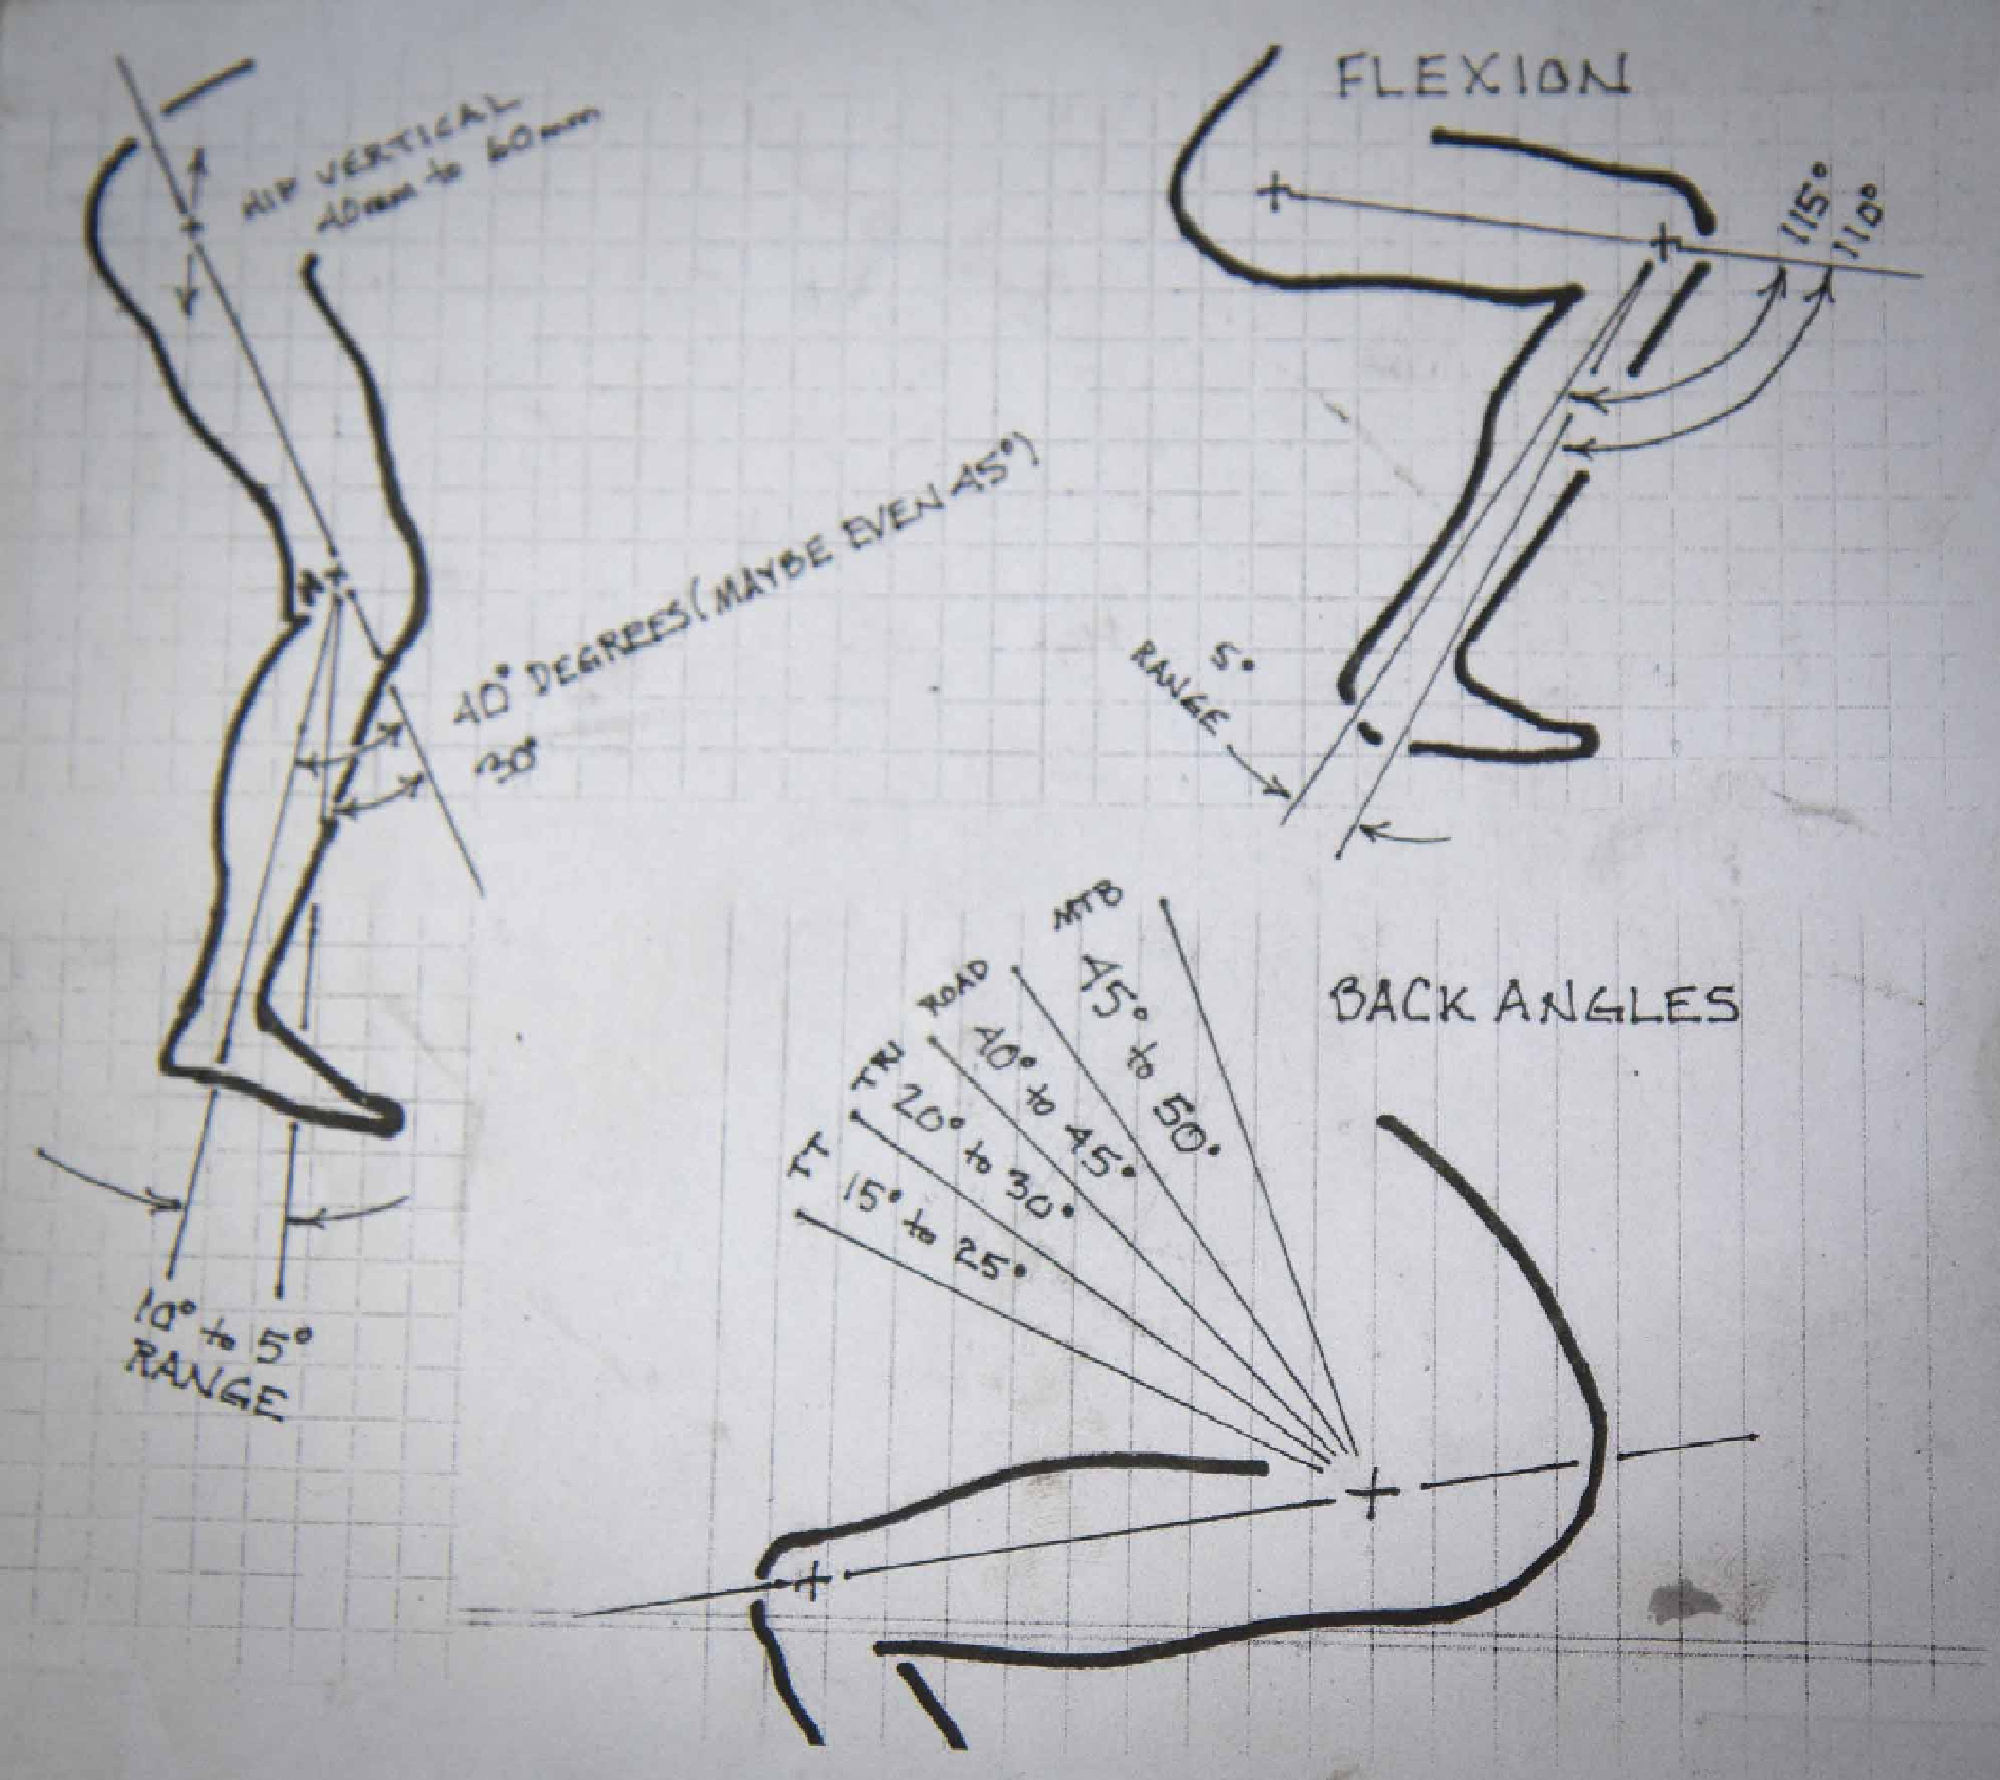 HIP VERTICAL
40mm to 60mm
40° DEGREES (MAYBE EVEN 45°)
30°
10° to 5°
RANGE
FLEXION
115°
110°
5°
RANGE
BACK ANGLES
MTB
45° to 50°
ROAD
40° to 45°
TRI
20° to 30°
TT
15° to 25°